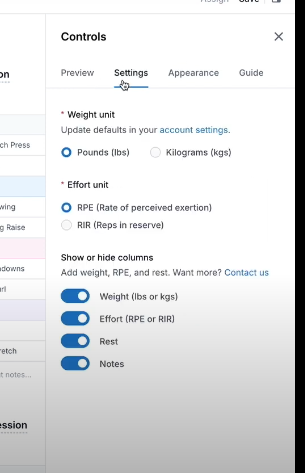 Assign Save
Controls
on
Preview Settings Appearance Guide
* Weight unit
Update defaults in your account settings.
Pounds (lbs) Kilograms (kgs)
ch Press
* Effort unit
RPE (Rate of perceived exertion)
wing
RIR (Reps in reserve)
g Raise
Show or hide columns
Add weight, RPE, and rest. Want more? Contact us
downs
Weight (lbs or kgs)
rl
Effort (RPE or RIR)
Rest
retch
Notes
t notes...
ession